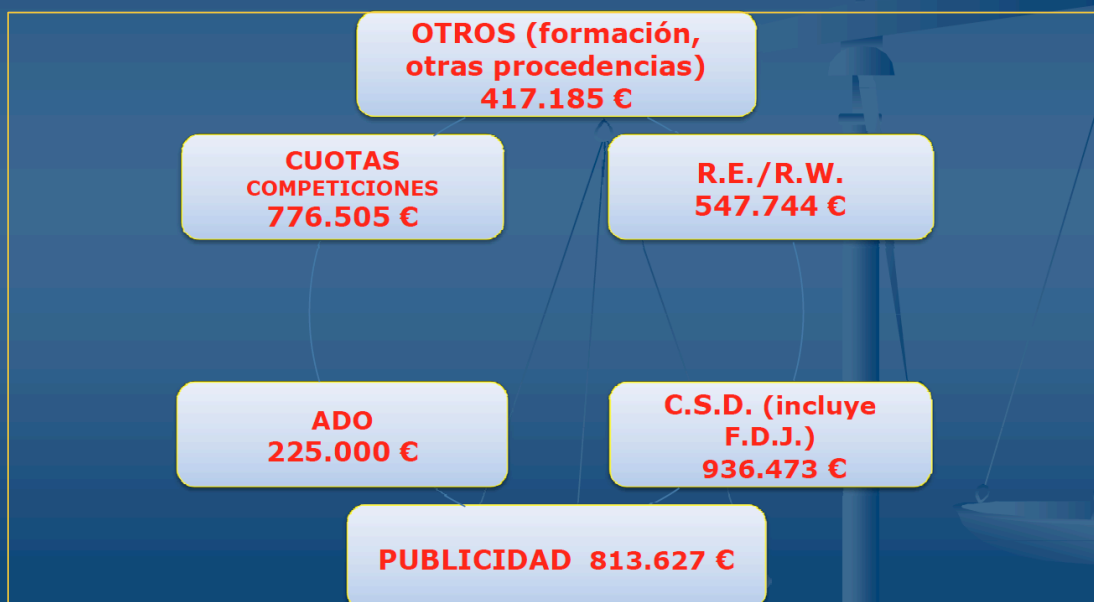 OTROS (formación,
otras procedencias)
417.185 €
CUOTAS
COMPETICIONES
776.505 €
R.E./R.W.
547.744 €
ADO
225.000 €
C.S.D. (incluye
F.D.J.)
936.473 €
PUBLICIDAD 813.627 €